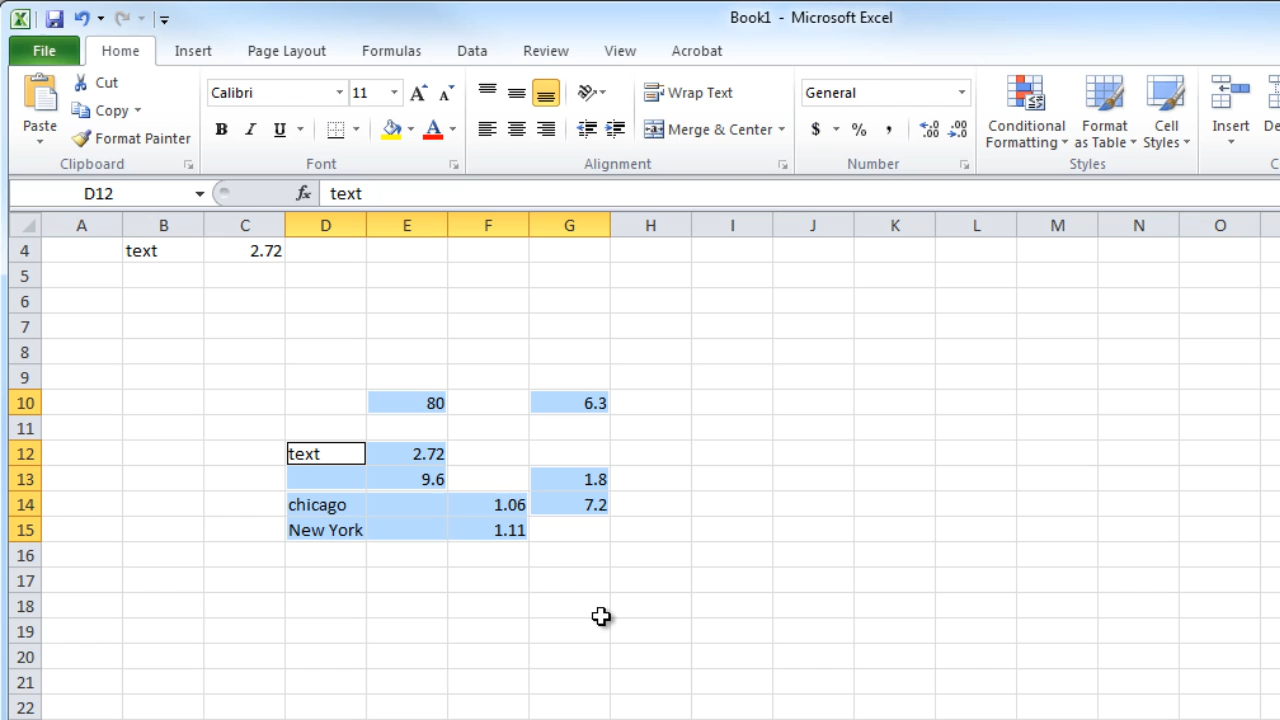 Book1 - Microsoft Excel
File Home Insert Page Layout Formulas Data Review View Acrobat
Paste
Cut
Copy
Format Painter
Clipboard
Calibri 11
B I U A
Font
Wrap Text
Merge & Center
Alignment
General
$ % ,
Number
Conditional Formatting
Format as Table
Cell Styles
Styles
Insert
D12 fx text
A B C D E F G H I J K L M N O
4 text 2.72
5
6
7
8
9
10 80 6.3
11
12 text 2.72
13 9.6 1.8
14 chicago 1.06 7.2
15 New York 1.11
16
17
18
19
20
21
22